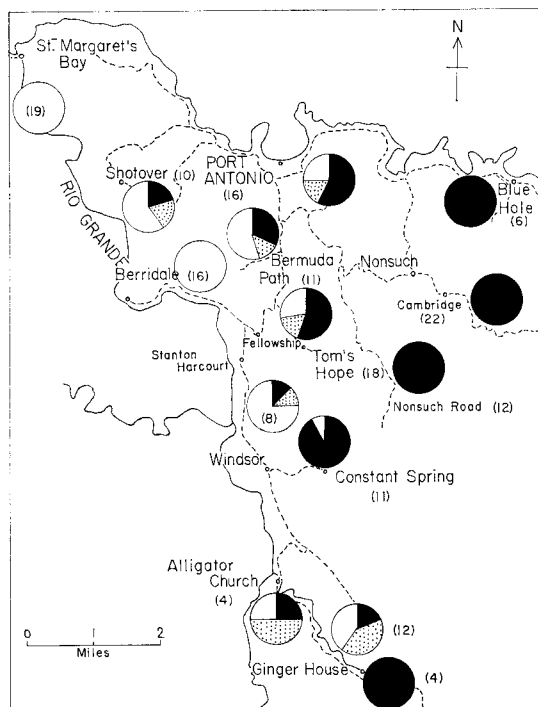 N
St. Margaret's
Bay
(19)
Shotover (10)
PORT
ANTONIO
(16)
Blue
Hole
(6)
RIO GRANDE
Berridale
(16)
Bermuda
Path (11)
Nonsuch
Cambridge
(22)
Fellowship
Stanton
Harcourt
Tom's
Hope (18)
Nonsuch Road (12)
(8)
Windsor
Constant Spring
(11)
Alligator
Church
(4)
(12)
Ginger House
(4)
0 2
Miles